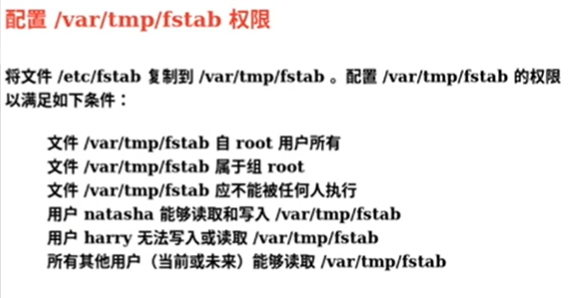 配置 /var/tmp/fstab 权限
将文件 /etc/fstab 复制到 /var/tmp/fstab 。配置 /var/tmp/fstab 的权限
以满足如下条件：
文件 /var/tmp/fstab 自 root 用户所有
文件 /var/tmp/fstab 属于组 root
文件 /var/tmp/fstab 应不能被任何人执行
用户 natasha 能够读取和写入 /var/tmp/fstab
用户 harry 无法写入或读取 /var/tmp/fstab
所有其他用户（当前或未来）能够读取 /var/tmp/fstab